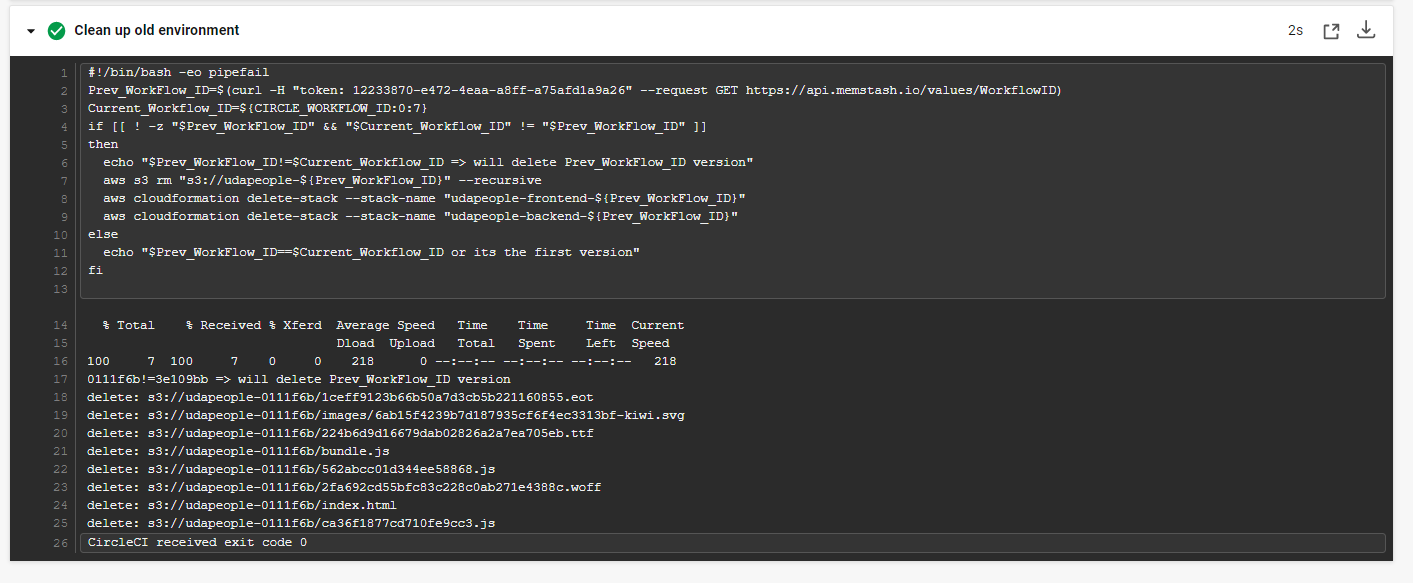 Clean up old environment
2s
1 #!/bin/bash -eo pipefail
2 Prev_WorkFlow_ID=$(curl -H "token: 12233870-e472-4eaa-a8ff-a75afd1a9a26" --request GET https://api.memstash.io/values/WorkflowID)
3 Current_Workflow_ID=${CIRCLE_WORKFLOW_ID:0:7}
4 if [[ ! -z "$Prev_WorkFlow_ID" && "$Current_Workflow_ID" != "$Prev_WorkFlow_ID" ]]
5 then
6   echo "$Prev_WorkFlow_ID!=$Current_Workflow_ID => will delete Prev_WorkFlow_ID version"
7   aws s3 rm "s3://udapeople-${Prev_WorkFlow_ID}" --recursive
8   aws cloudformation delete-stack --stack-name "udapeople-frontend-${Prev_WorkFlow_ID}"
9   aws cloudformation delete-stack --stack-name "udapeople-backend-${Prev_WorkFlow_ID}"
10 else
11   echo "$Prev_WorkFlow_ID==$Current_Workflow_ID or its the first version"
12 fi
13
14   % Total    % Received % Xferd  Average Speed   Time    Time     Time  Current
15                                  Dload  Upload   Total   Spent    Left  Speed
16 100     7  100     7    0     0    218      0 --:--:-- --:--:-- --:--:--   218
17 0111f6b!=3e109bb => will delete Prev_WorkFlow_ID version
18 delete: s3://udapeople-0111f6b/1ceff9123b66b50a7d3cb5b221160855.eot
19 delete: s3://udapeople-0111f6b/images/6ab15f4239b7d187935cf6f4ec3313bf-kiwi.svg
20 delete: s3://udapeople-0111f6b/224b6d9d16679dab02826a2a7ea705eb.ttf
21 delete: s3://udapeople-0111f6b/bundle.js
22 delete: s3://udapeople-0111f6b/562abcc01d344ee58868.js
23 delete: s3://udapeople-0111f6b/2fa692cd55bfc83c228c0ab271e4388c.woff
24 delete: s3://udapeople-0111f6b/index.html
25 delete: s3://udapeople-0111f6b/ca36f1877cd710fe9cc3.js
26 CircleCI received exit code 0